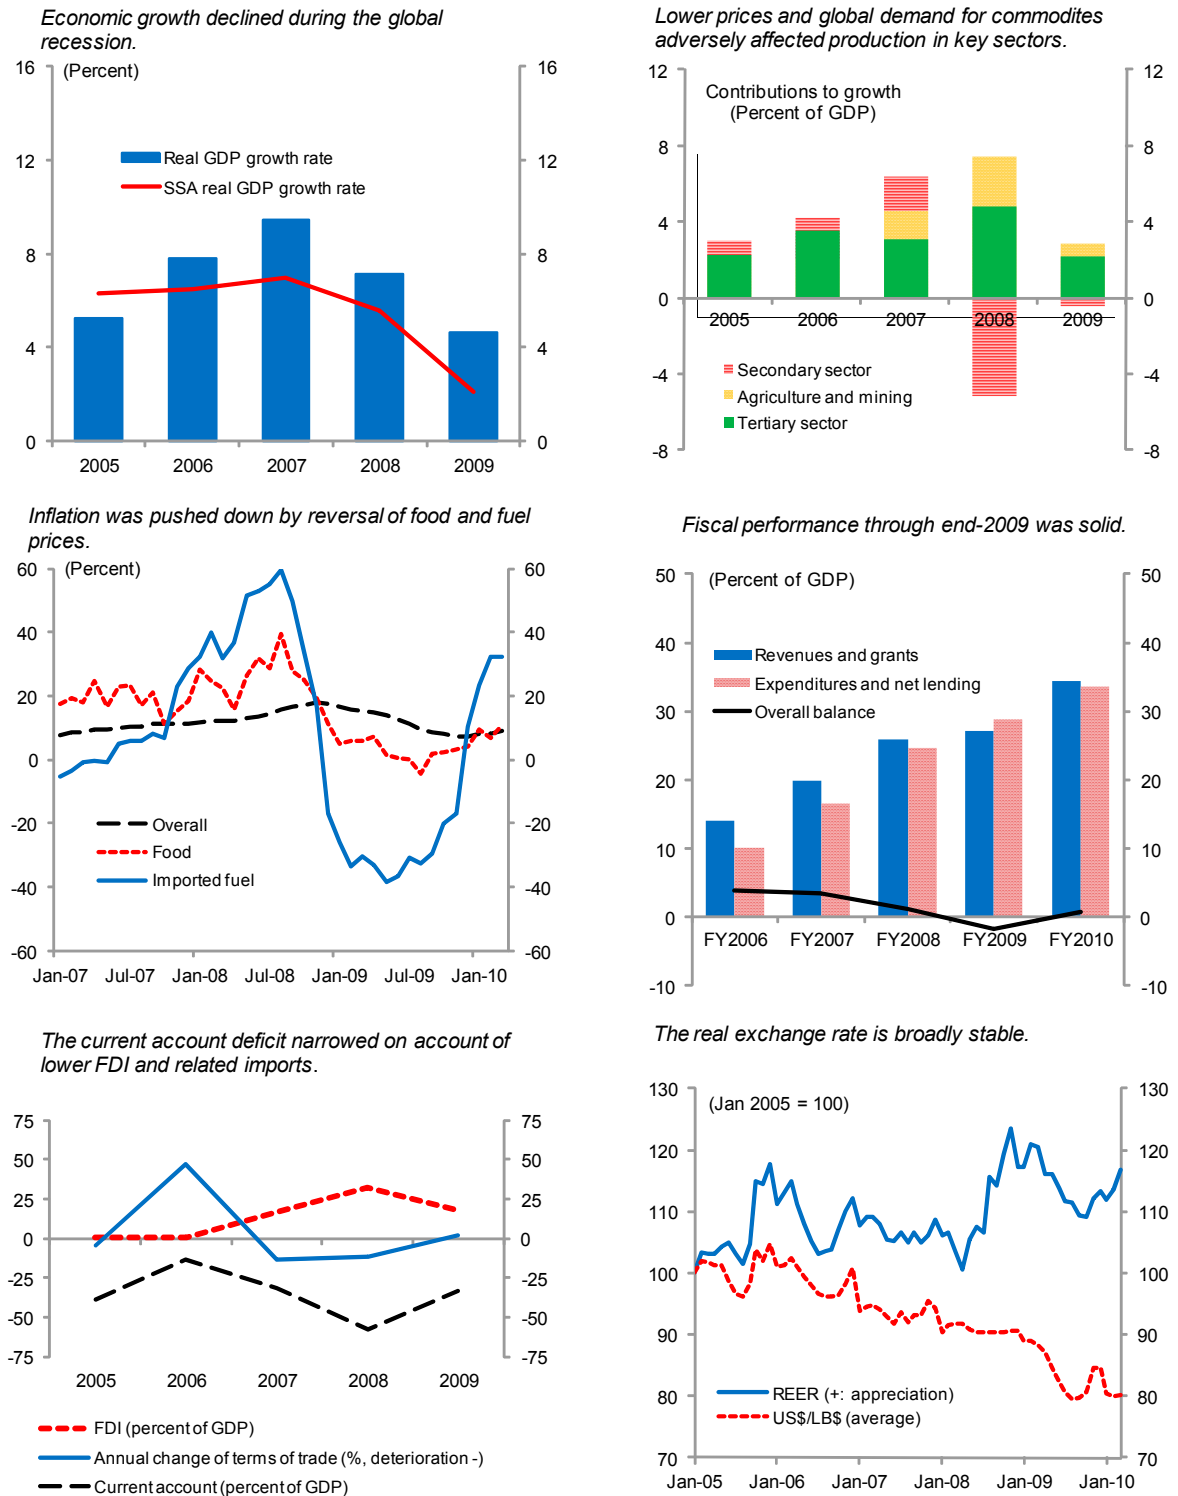 Economic growth declined during the global
recession.
(Percent)
16
12
8
4
0
16
12
8
4
0
Real GDP growth rate
SSA real GDP growth rate
2005 2006 2007 2008 2009
Lower prices and global demand for commodites
adversely affected production in key sectors.
12
8
4
0
-4
-8
12
8
4
0
-4
-8
Contributions to growth
(Percent of GDP)
2005 2006 2007 2008 2009
Secondary sector
Agriculture and mining
Tertiary sector
Inflation was pushed down by reversal of food and fuel
prices.
(Percent)
60
40
20
0
-20
-40
-60
60
40
20
0
-20
-40
-60
Overall
Food
Imported fuel
Jan-07 Jul-07 Jan-08 Jul-08 Jan-09 Jul-09 Jan-10
Fiscal performance through end-2009 was solid.
50
40
30
20
10
0
-10
50
40
30
20
10
0
-10
(Percent of GDP)
Revenues and grants
Expenditures and net lending
Overall balance
FY2006 FY2007 FY2008 FY2009 FY2010
The current account deficit narrowed on account of
lower FDI and related imports.
75
50
25
0
-25
-50
-75
75
50
25
0
-25
-50
-75
2005 2006 2007 2008 2009
FDI (percent of GDP)
Annual change of terms of trade (%, deterioration -)
Current account (percent of GDP)
The real exchange rate is broadly stable.
130
120
110
100
90
80
70
130
120
110
100
90
80
70
(Jan 2005 = 100)
REER (+: appreciation)
US$/LB$ (average)
Jan-05 Jan-06 Jan-07 Jan-08 Jan-09 Jan-10